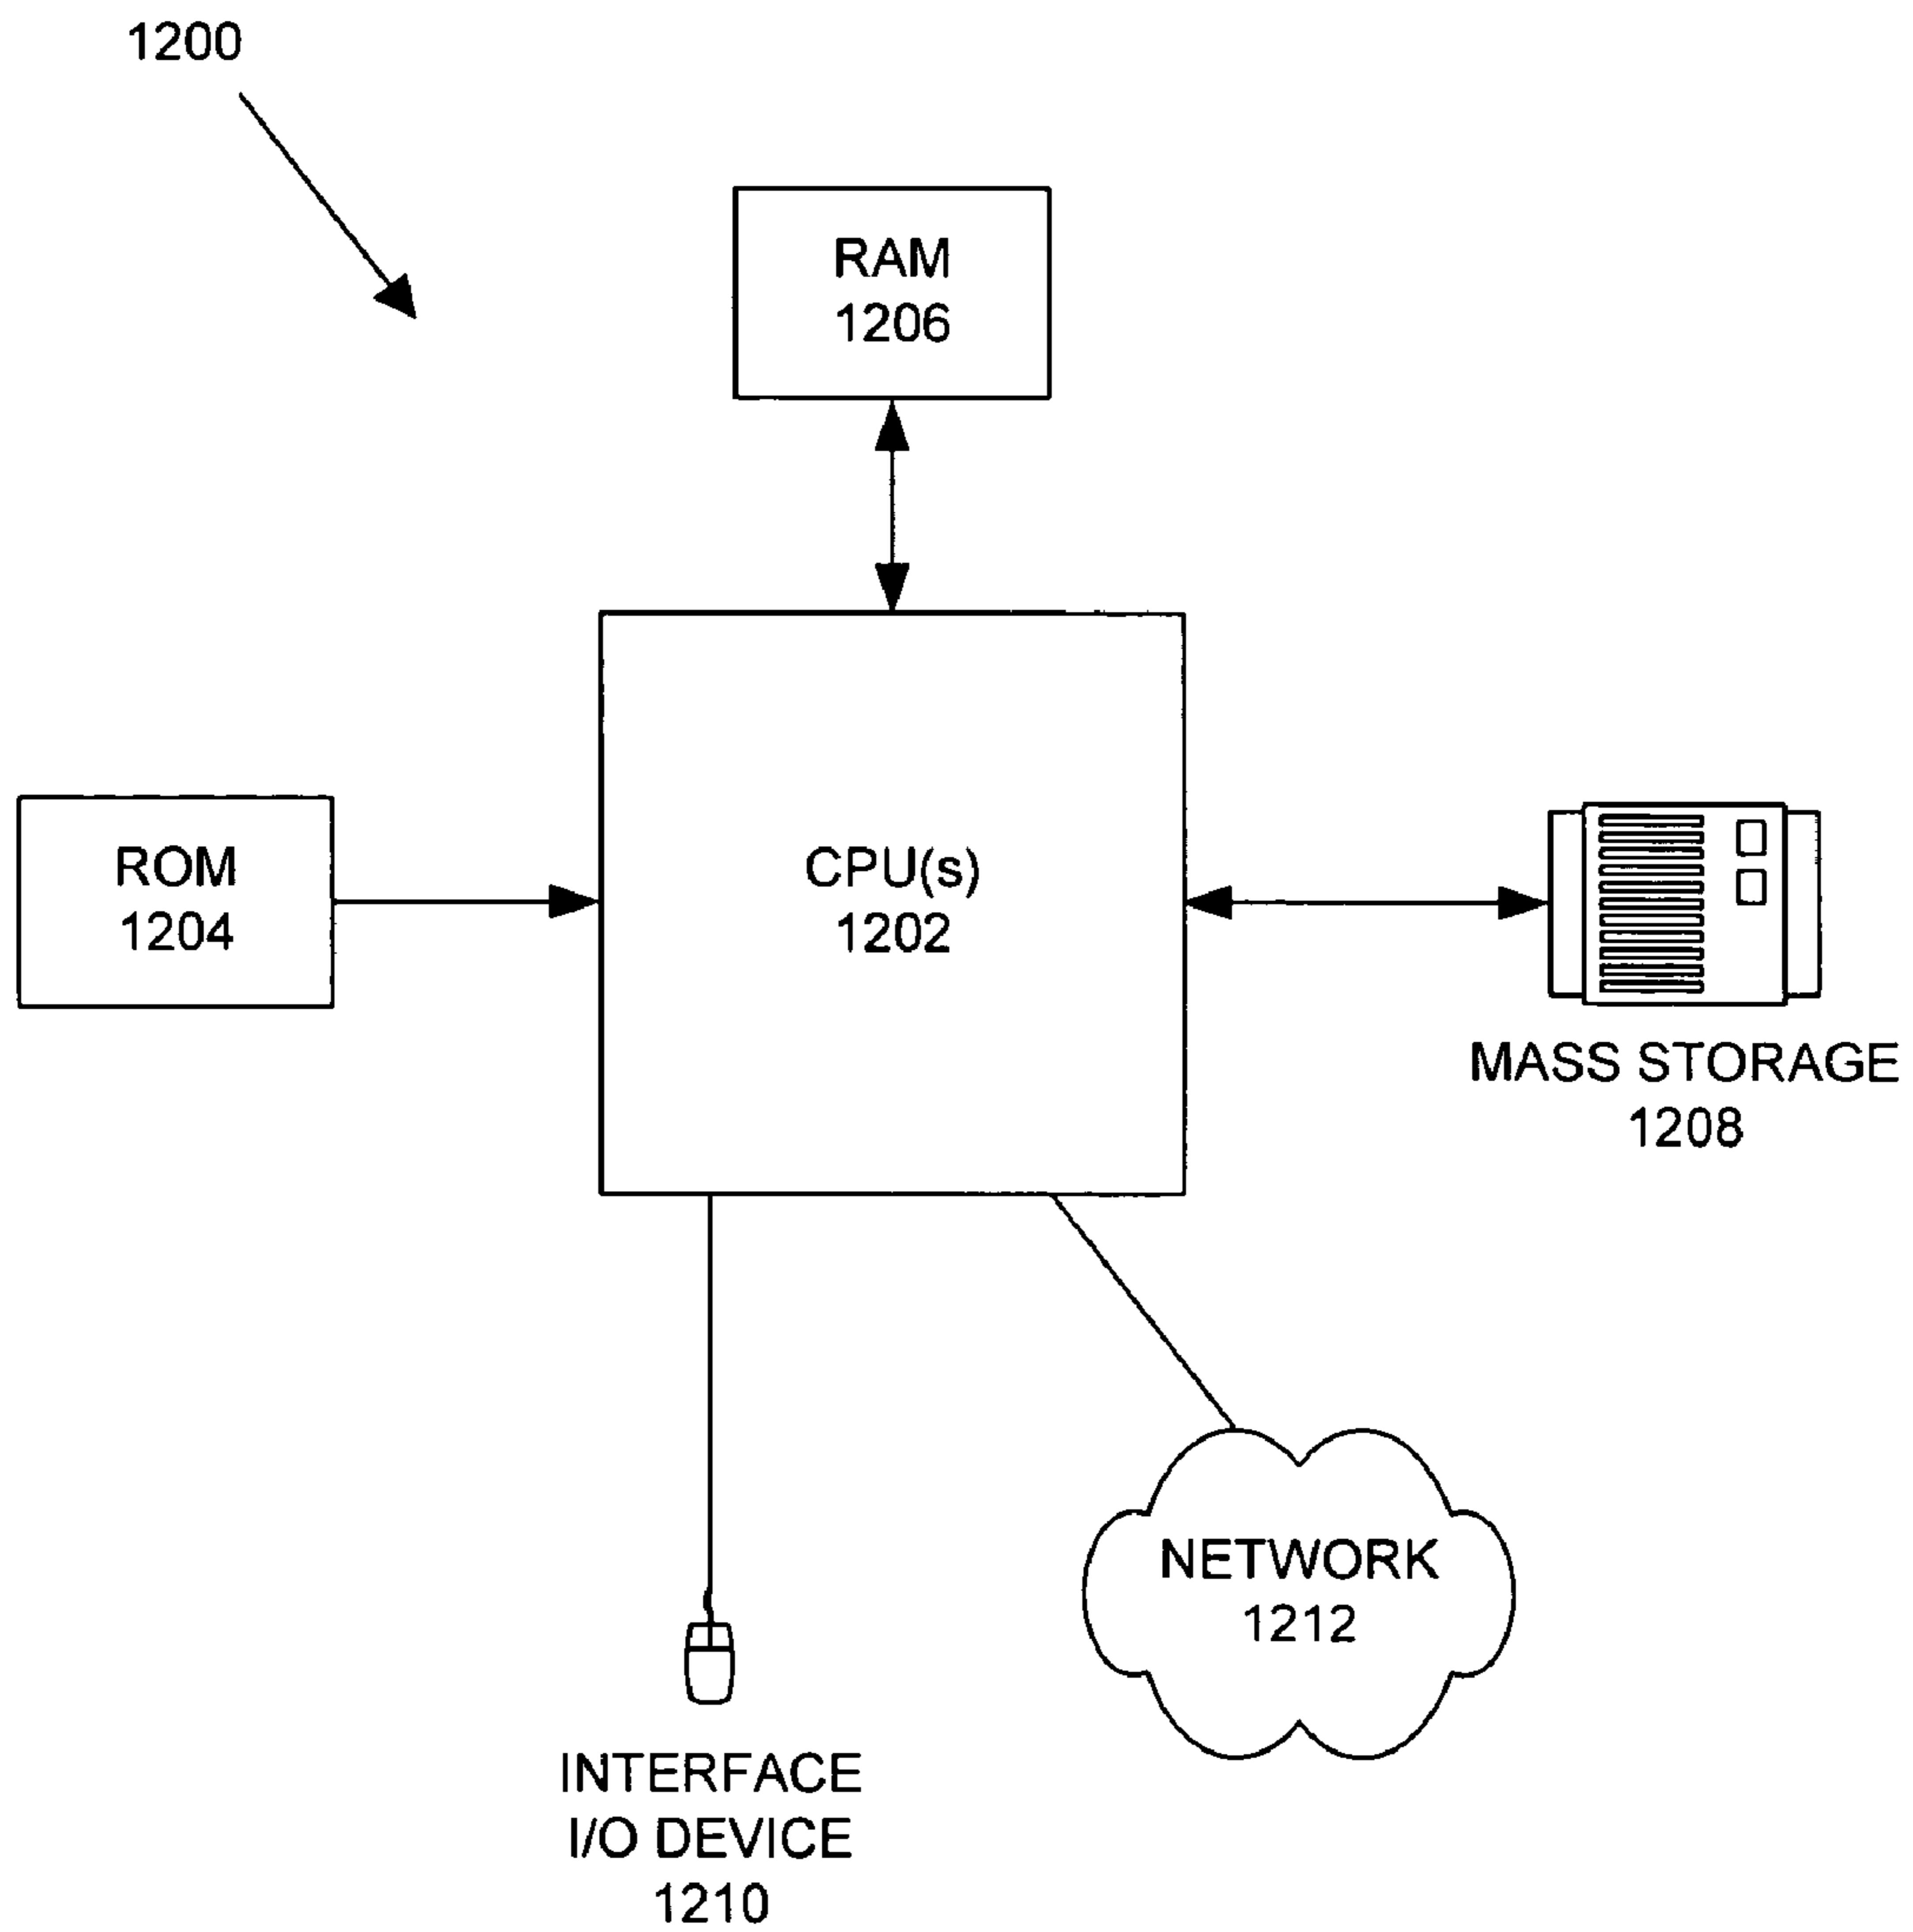 1200
RAM
1206
ROM
1204
CPU(s)
1202
MASS STORAGE
1208
NETWORK
1212
INTERFACE
I/O DEVICE
1210